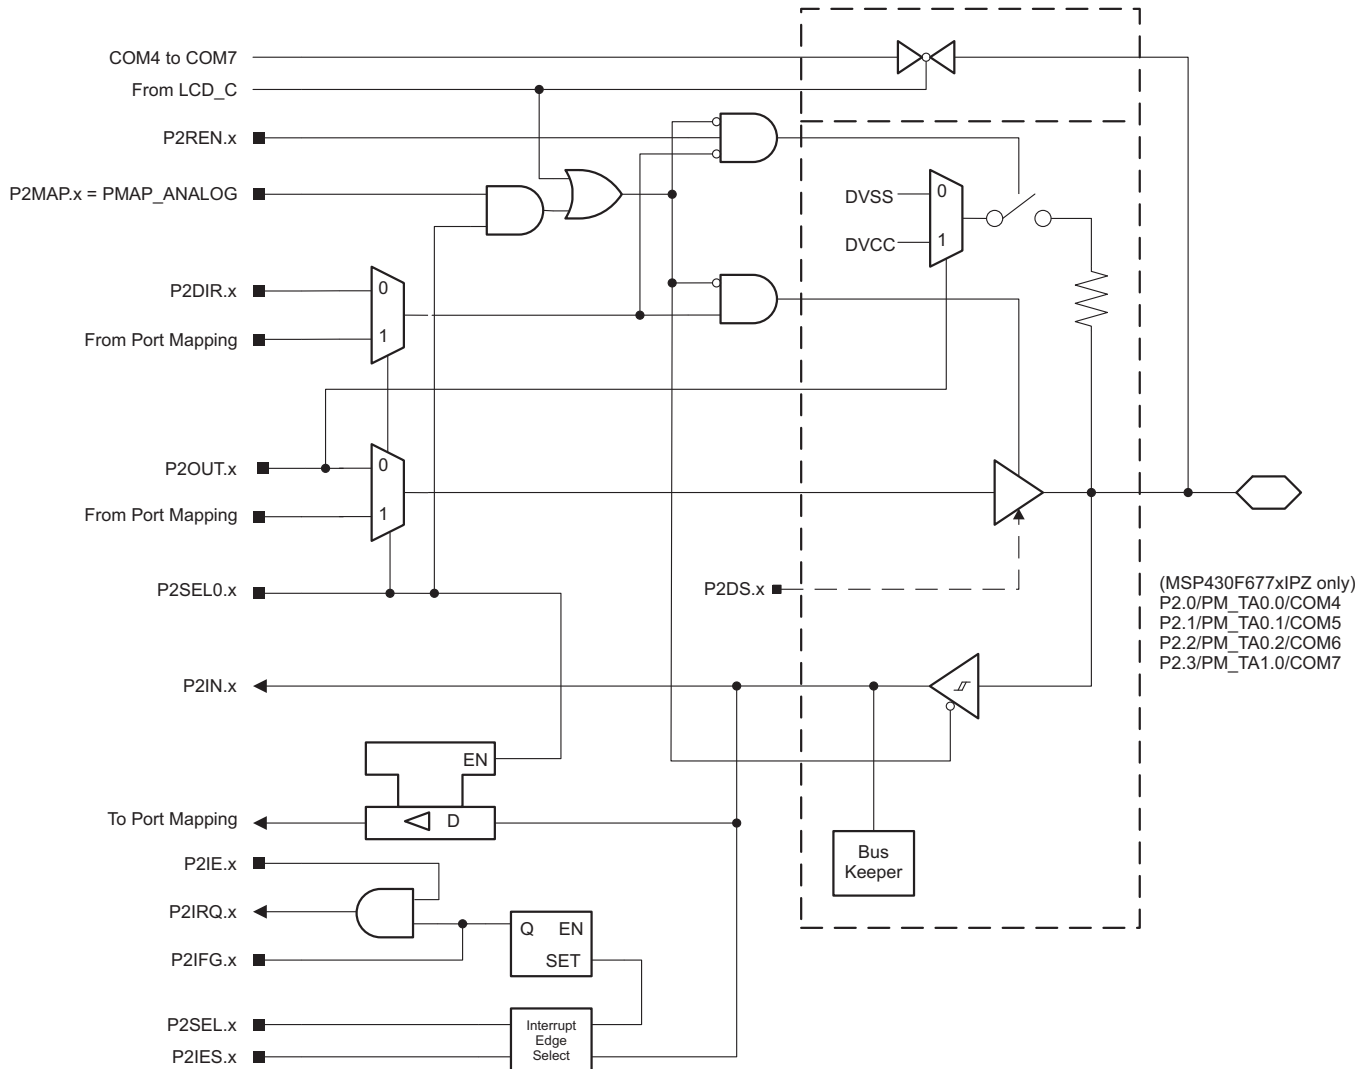 COM4 to COM7
From LCD_C
P2REN.x
P2MAP.x = PMAP_ANALOG
DVSS
0
DVCC
1
P2DIR.x
0
From Port Mapping
1
P2OUT.x
0
From Port Mapping
1
P2SEL0.x
P2DS.x
(MSP430F677xIPZ only)
P2.0/PM_TA0.0/COM4
P2.1/PM_TA0.1/COM5
P2.2/PM_TA0.2/COM6
P2.3/PM_TA1.0/COM7
P2IN.x
EN
To Port Mapping
D
Bus
Keeper
P2IE.x
P2IRQ.x
Q EN
SET
P2IFG.x
P2SEL.x
P2IES.x
Interrupt
Edge
Select